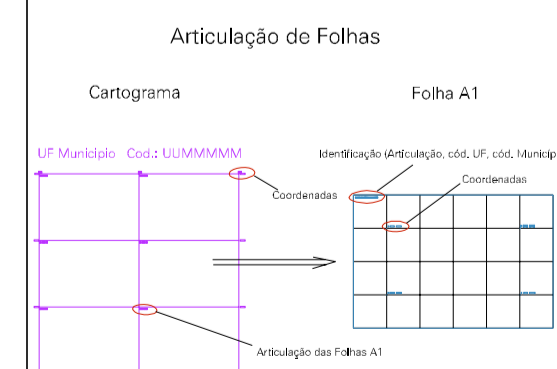 Articulação de Folhas
Cartograma
Folha A1
UF Municipio Cod.: UUMMMMM
Identificação (Articulação, cód. UF, cód. Municíp
Coordenadas
Coordenadas
Articulação das Folhas A1